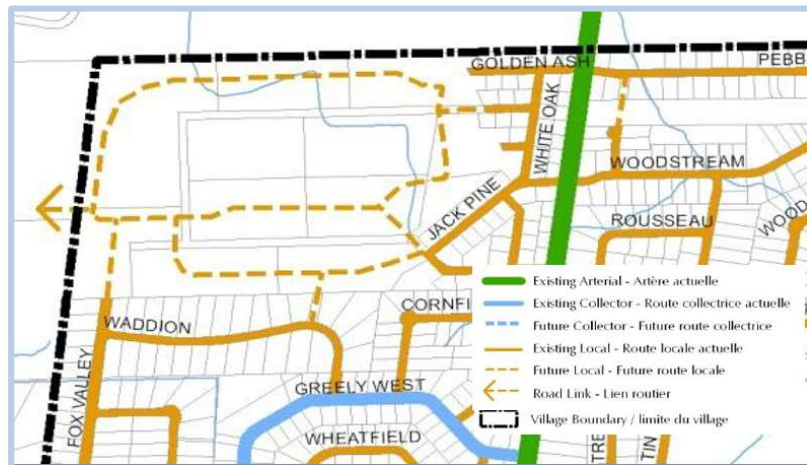 GOLDEN ASH
PEBB
WHITE OAK
WOODSTREAM
JACK PINE
ROUSSEAU
WOOD
Existing Arterial - Artère actuelle
CORNFI
Existing Collector - Route collectrice actuelle
WADDION
Future Collector - Future route collectrice
Existing Local - Route locale actuelle
Future Local - Future route locale
GREELY WEST
Road Link - Lien routier
FOX VALLEY
Village Boundary / limite du village
WHEATFIELD
TRE
TIN